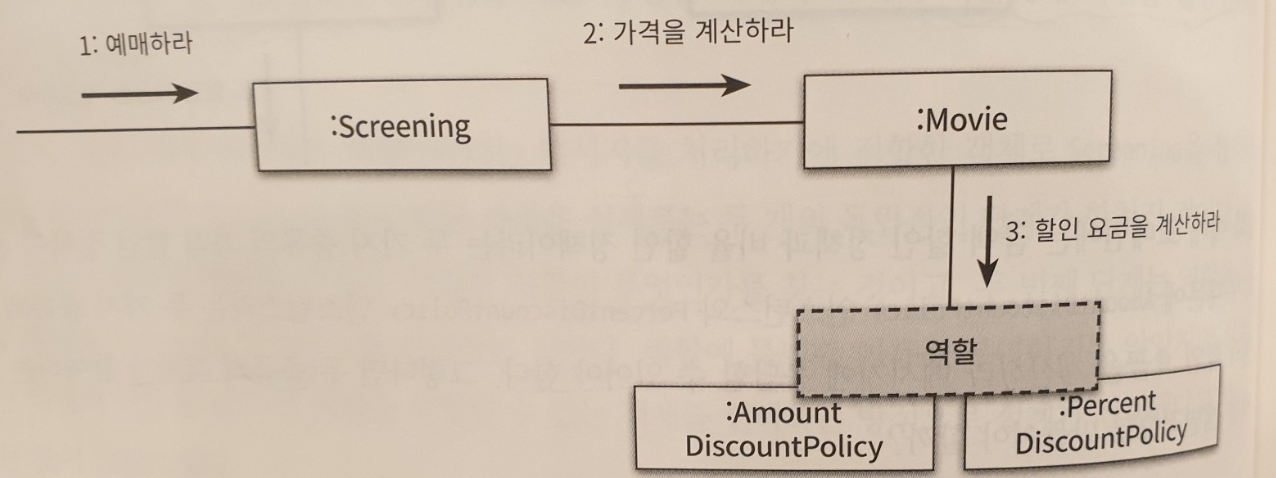 1: 예매하라
2: 가격을 계산하라
:Screening
:Movie
3: 할인 요금을 계산하라
역할
:Amount
DiscountPolicy
:Percent
DiscountPolicy